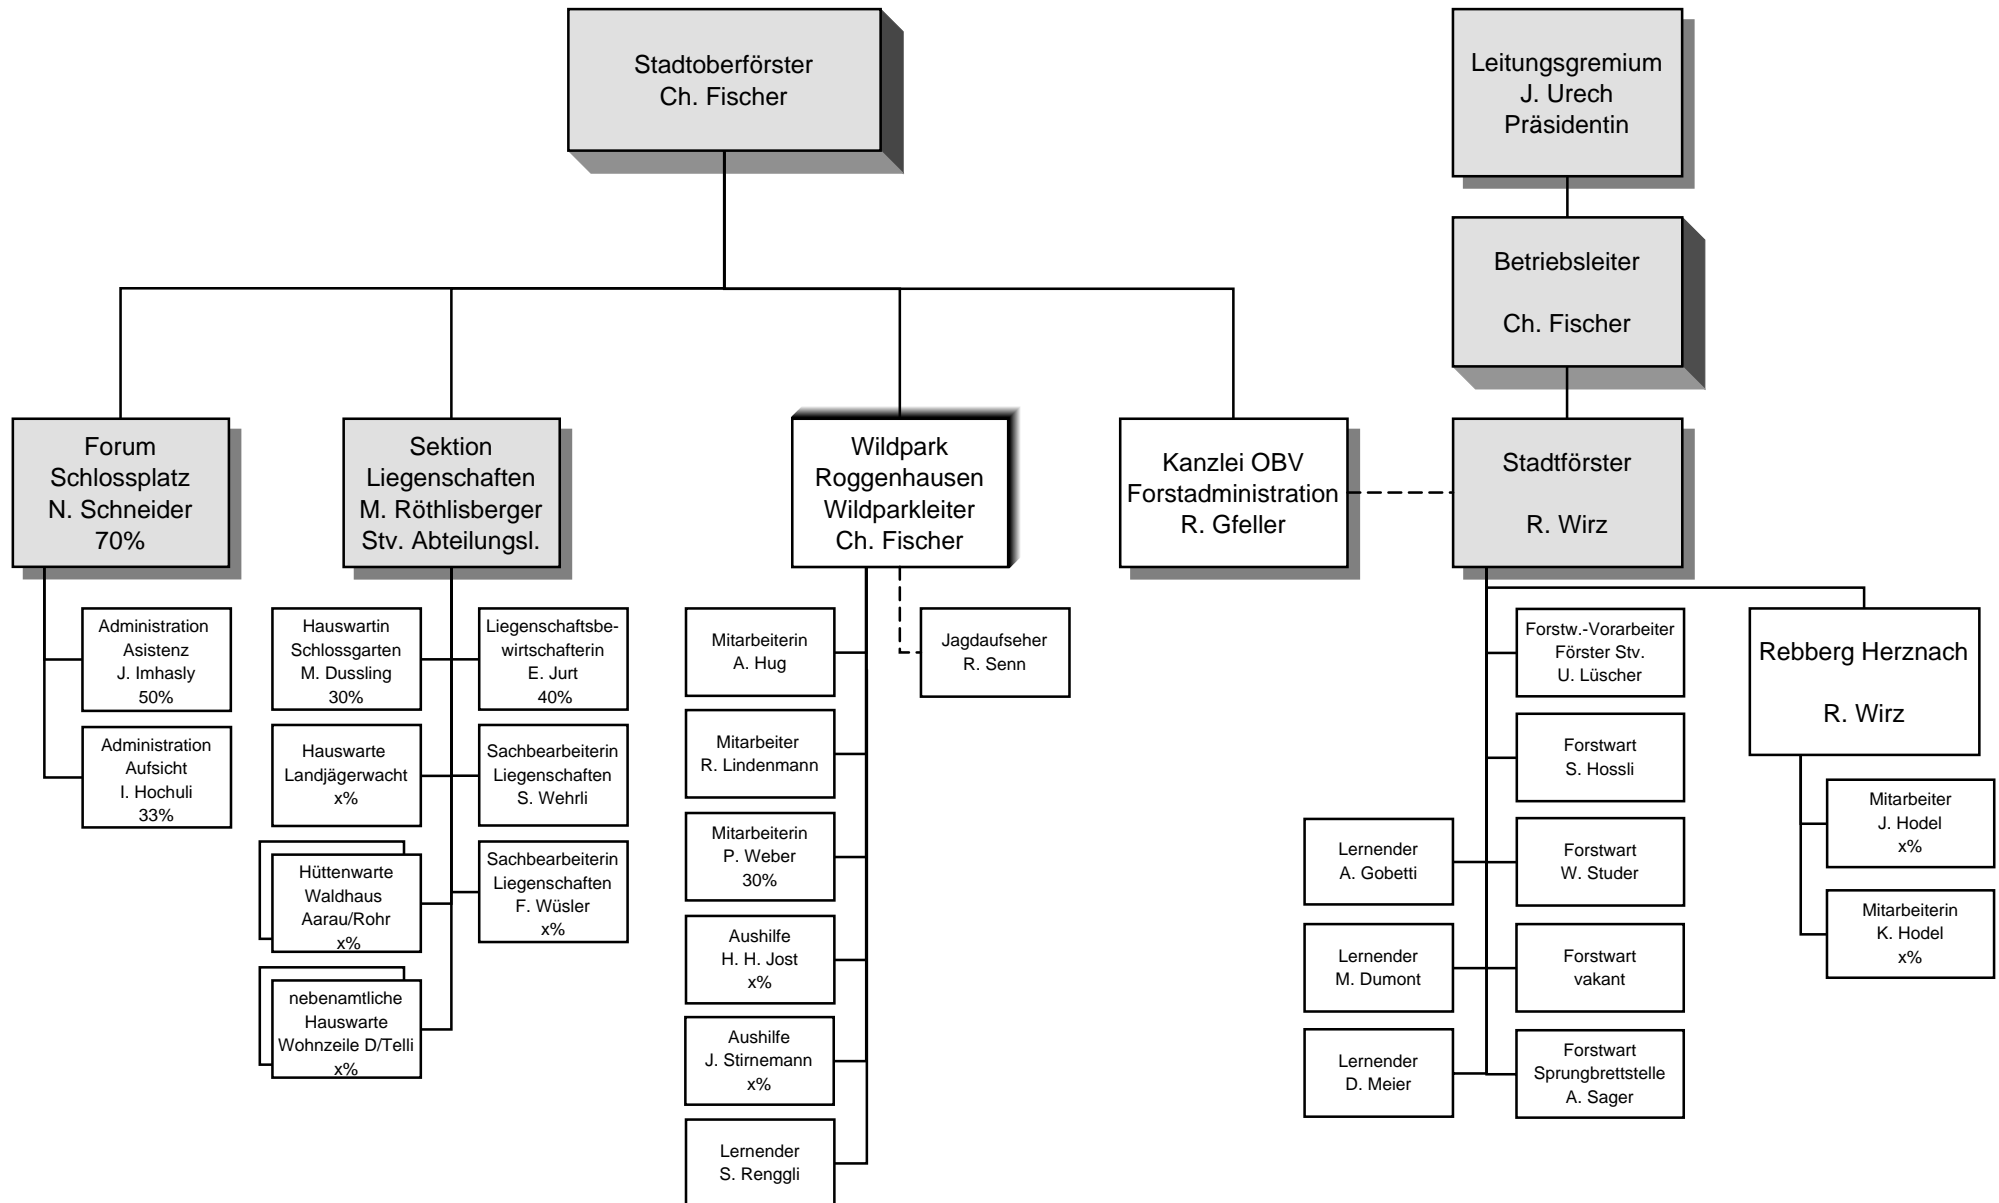 Stadtoberförster
Ch. Fischer
Leitungsgremium
J. Urech
Präsidentin
Betriebsleiter
Ch. Fischer
Forum
Schlossplatz
N. Schneider
70%
Sektion
Liegenschaften
M. Röthlisberger
Stv. Abteilungsl.
Wildpark
Roggenhausen
Wildparkleiter
Ch. Fischer
Kanzlei OBV
Forstadministration
R. Gfeller
Stadtförster
R. Wirz
Administration
Asistenz
J. Imhasly
50%
Administration
Aufsicht
I. Hochuli
33%
Hauswartin
Schlossgarten
M. Dussling
30%
Hauswarte
Landjägerwacht
x%
Hüttenwarte
Waldhaus
Aarau/Rohr
x%
nebenamtliche
Hauswarte
Wohnzeile D/Telli
x%
Liegenschaftsbe-
wirtschafterin
E. Jurt
40%
Sachbearbeiterin
Liegenschaften
S. Wehrli
Sachbearbeiterin
Liegenschaften
F. Wüsler
x%
Mitarbeiterin
A. Hug
Mitarbeiter
R. Lindenmann
Mitarbeiterin
P. Weber
30%
Aushilfe
H. H. Jost
x%
Aushilfe
J. Stirnemann
x%
Lernender
S. Renggli
Jagdaufseher
R. Senn
Lernender
A. Gobetti
Lernender
M. Dumont
Lernender
D. Meier
Forstw.-Vorarbeiter
Förster Stv.
U. Lüscher
Forstwart
S. Hossli
Forstwart
W. Studer
Forstwart
vakant
Forstwart
Sprungbrettstelle
A. Sager
Rebberg Herznach
R. Wirz
Mitarbeiter
J. Hodel
x%
Mitarbeiterin
K. Hodel
x%